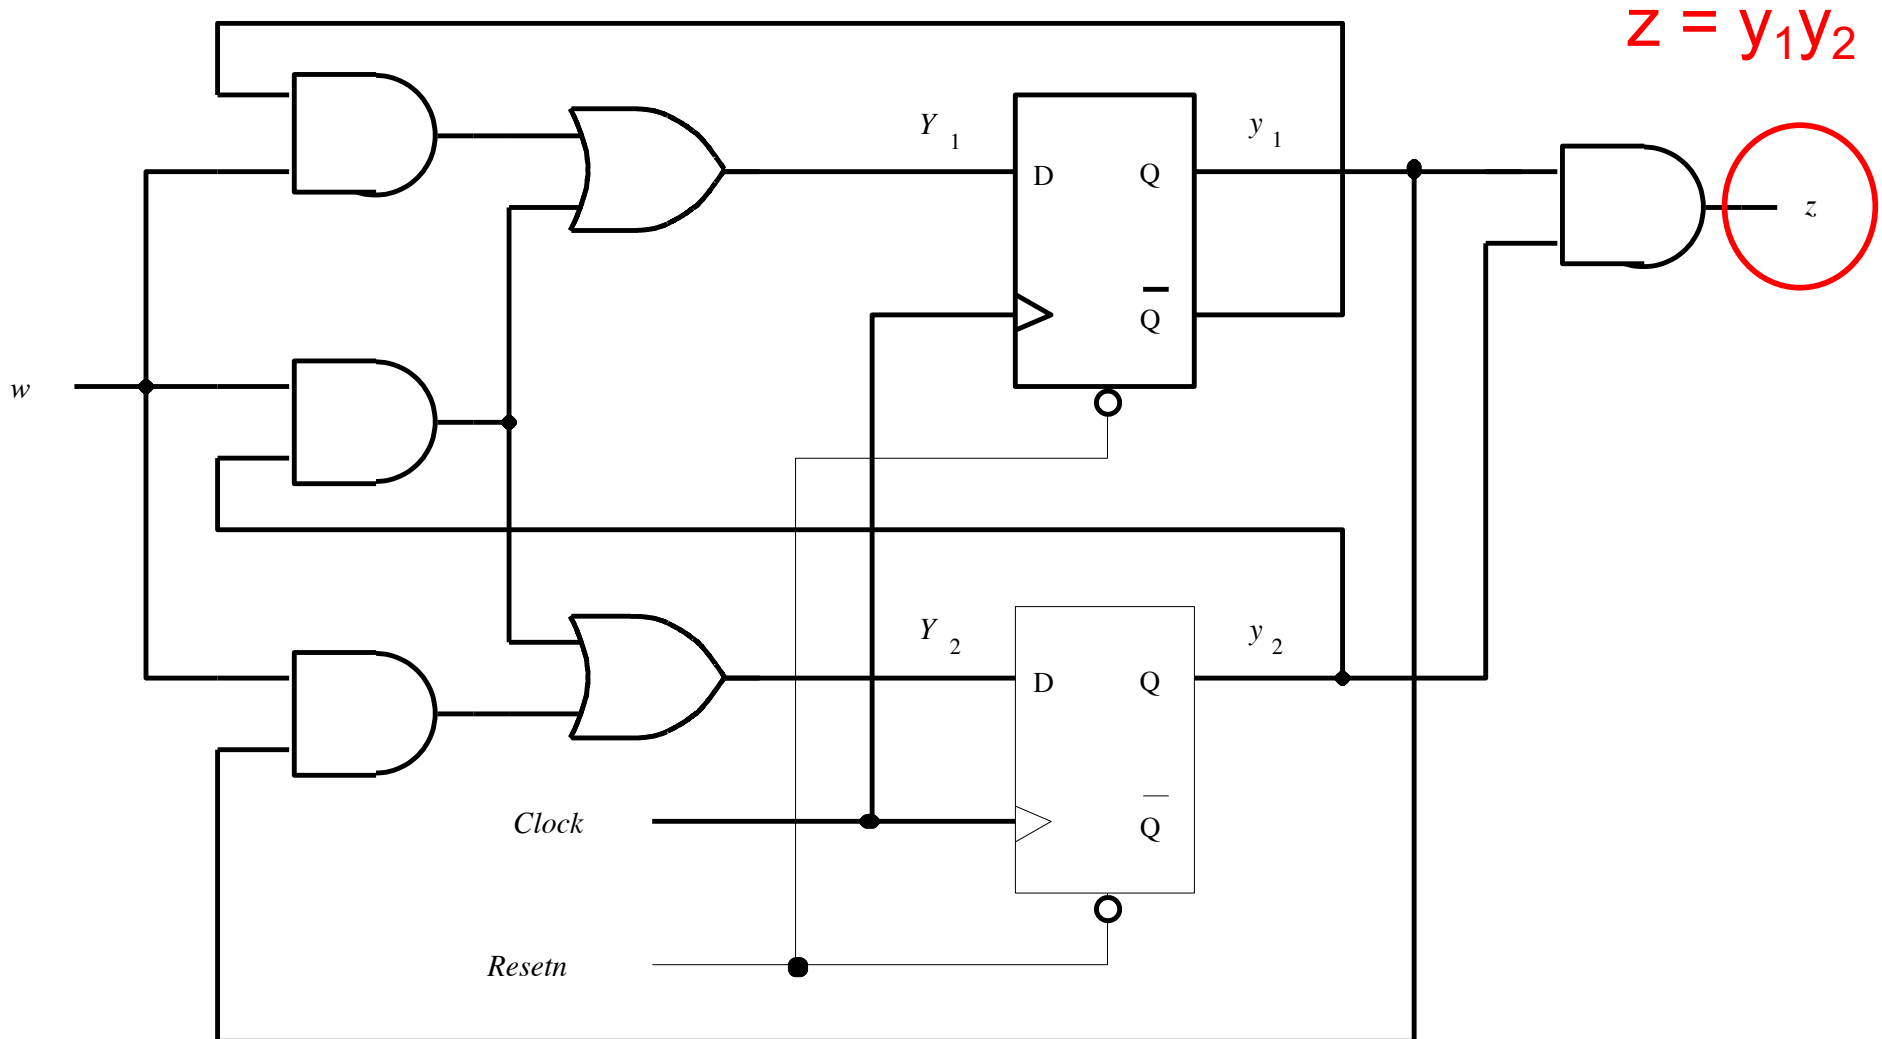 z = y₁y₂
Y 1
y 1
D Q
z
Q
w
Y 2
y 2
D Q
Clock
Q
Resetn